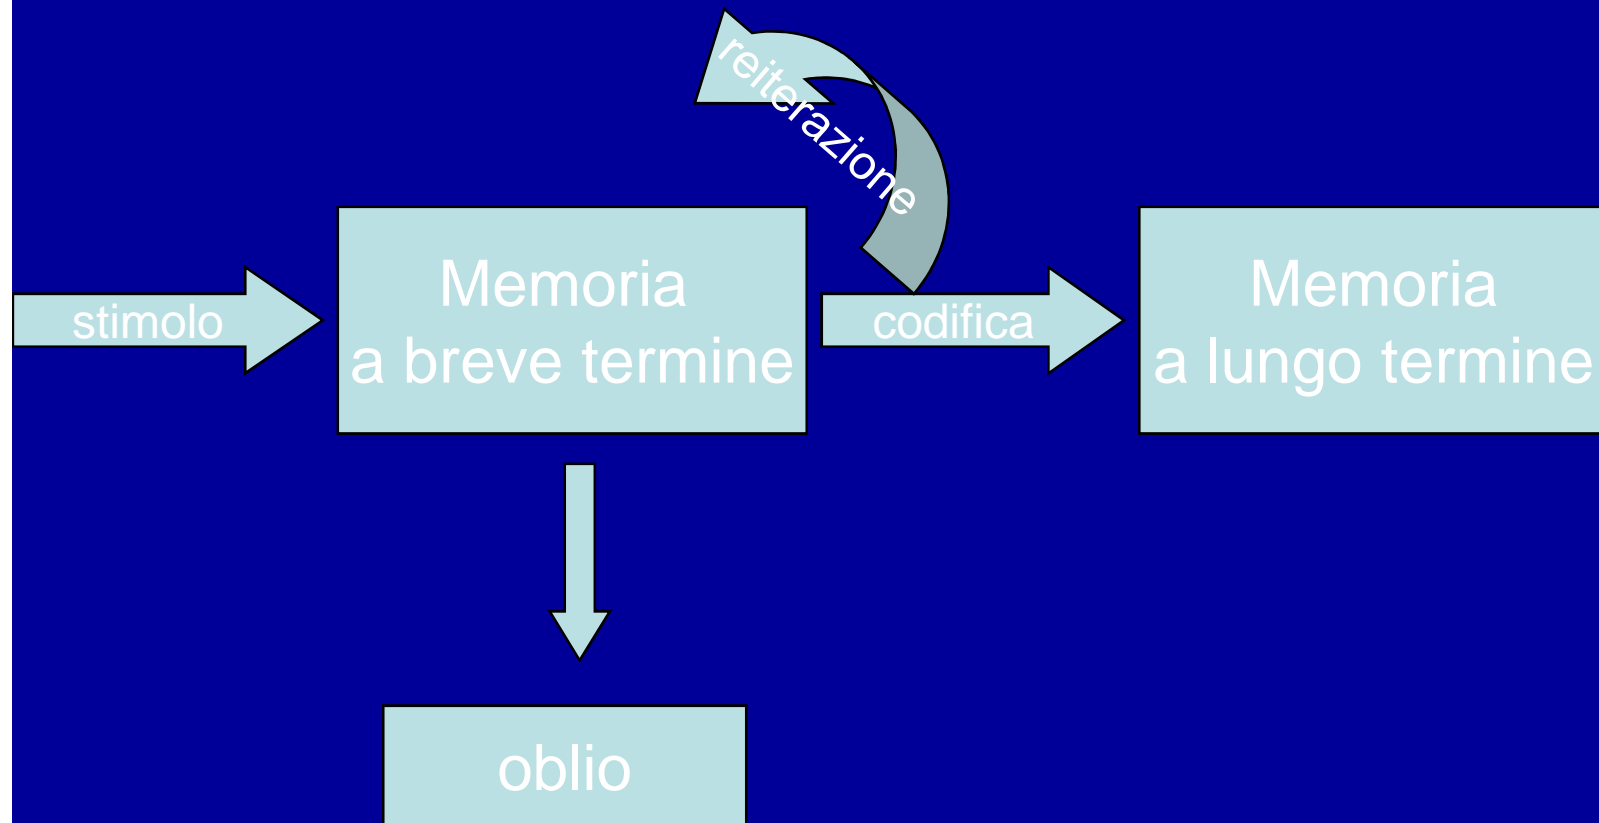 reiterazione
stimolo
Memoria
a breve termine
codifica
Memoria
a lungo termine
oblio